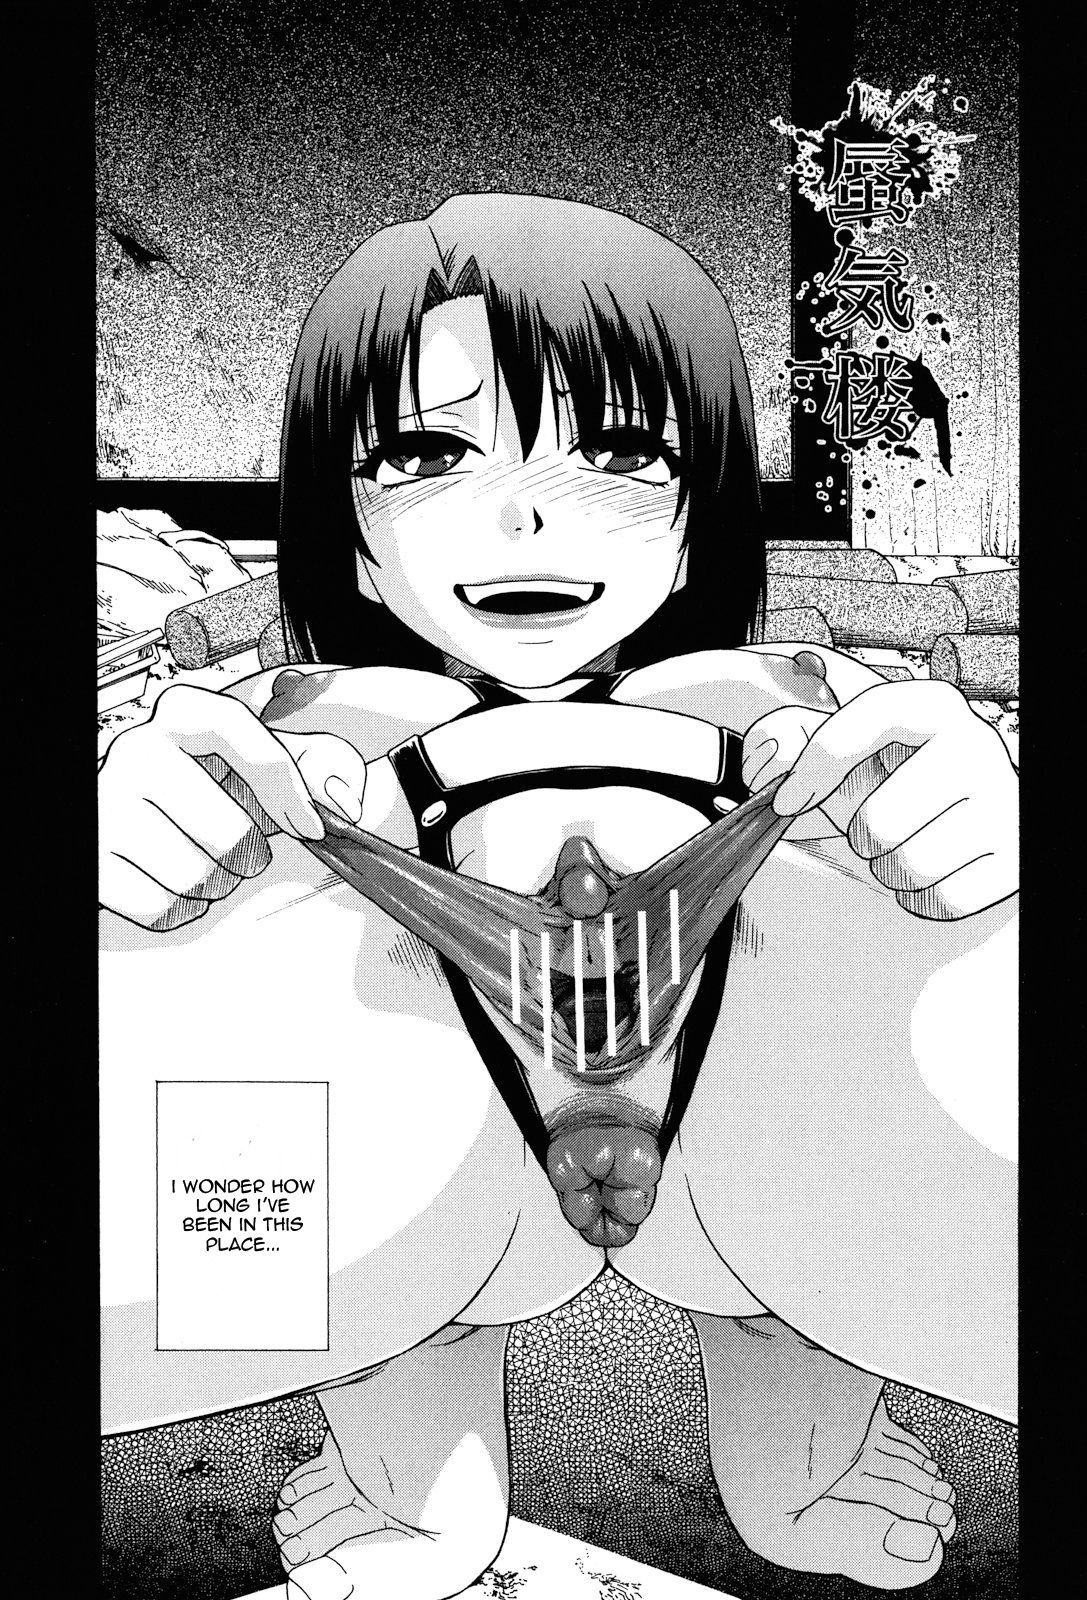 蜃気楼
I WONDER HOW
LONG I'VE
BEEN IN THIS
PLACE...